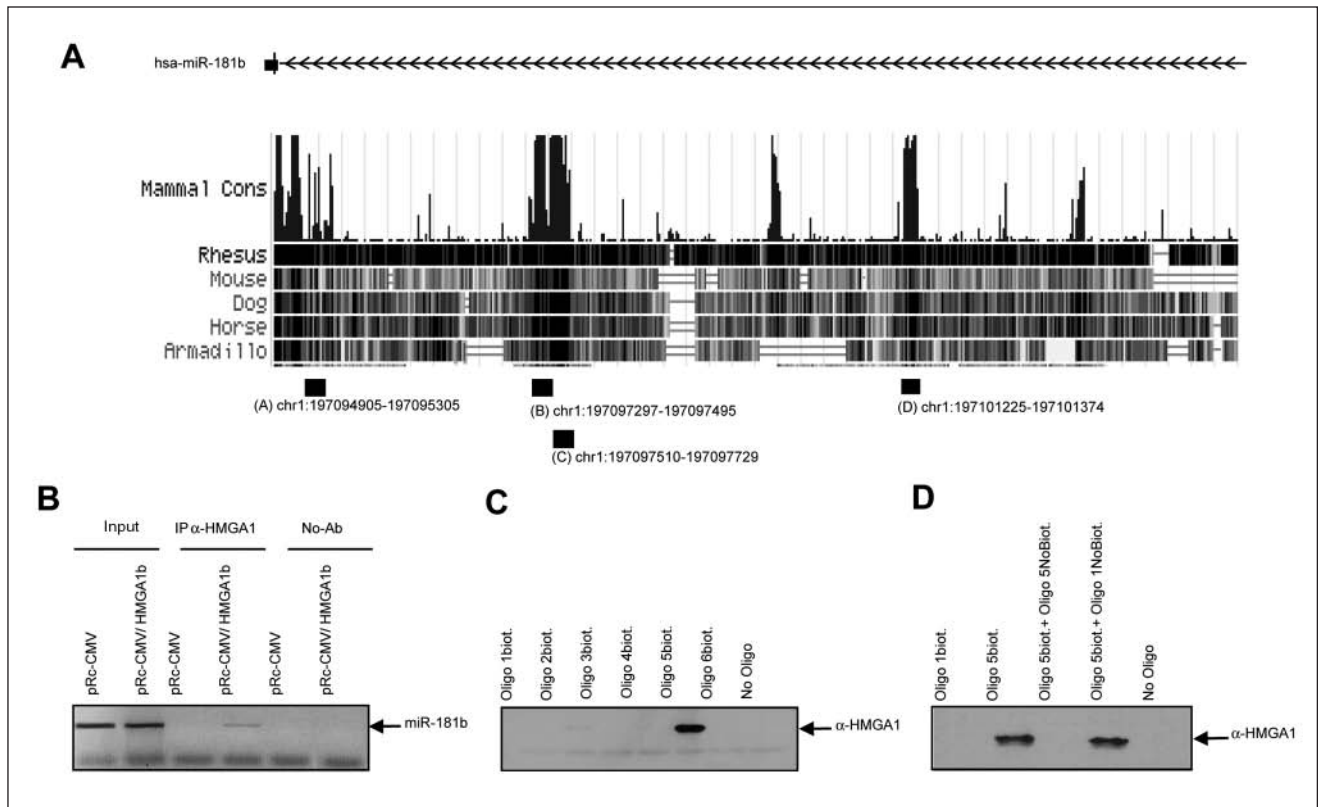 A
hsa-miR-181b
Mammal Cons
Rhesus
Mouse
Dog
Horse
Armadillo
(A) chr1:197094905-197095305
(B) chr1:197097297-197097495
(D) chr1:197101225-197101374
(C) chr1:197097510-197097729
B
Input
IP α-HMGA1
No-Ab
pRc-CMV
pRc-CMV/ HMGA1b
pRc-CMV
pRc-CMV/ HMGA1b
pRc-CMV
pRc-CMV/ HMGA1b
miR-181b
C
Oligo 1biot.
Oligo 2biot.
Oligo 3biot.
Oligo 4biot.
Oligo 5biot.
Oligo 6biot.
No Oligo
α-HMGA1
D
Oligo 1biot.
Oligo 5biot.
Oligo 5biot.+ Oligo 5NoBiot.
Oligo 5biot.+ Oligo 1NoBiot.
No Oligo
α-HMGA1